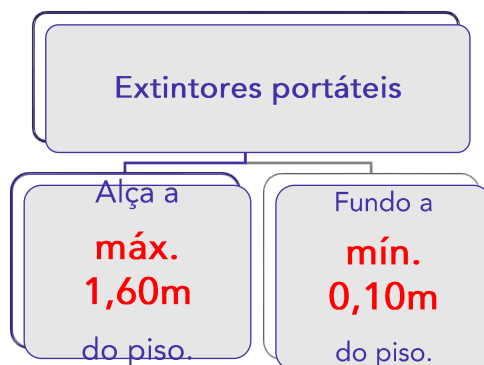 Extintores portáteis
Alça a
máx.
1,60m
do piso.
Fundo a
mín.
0,10m
do piso.